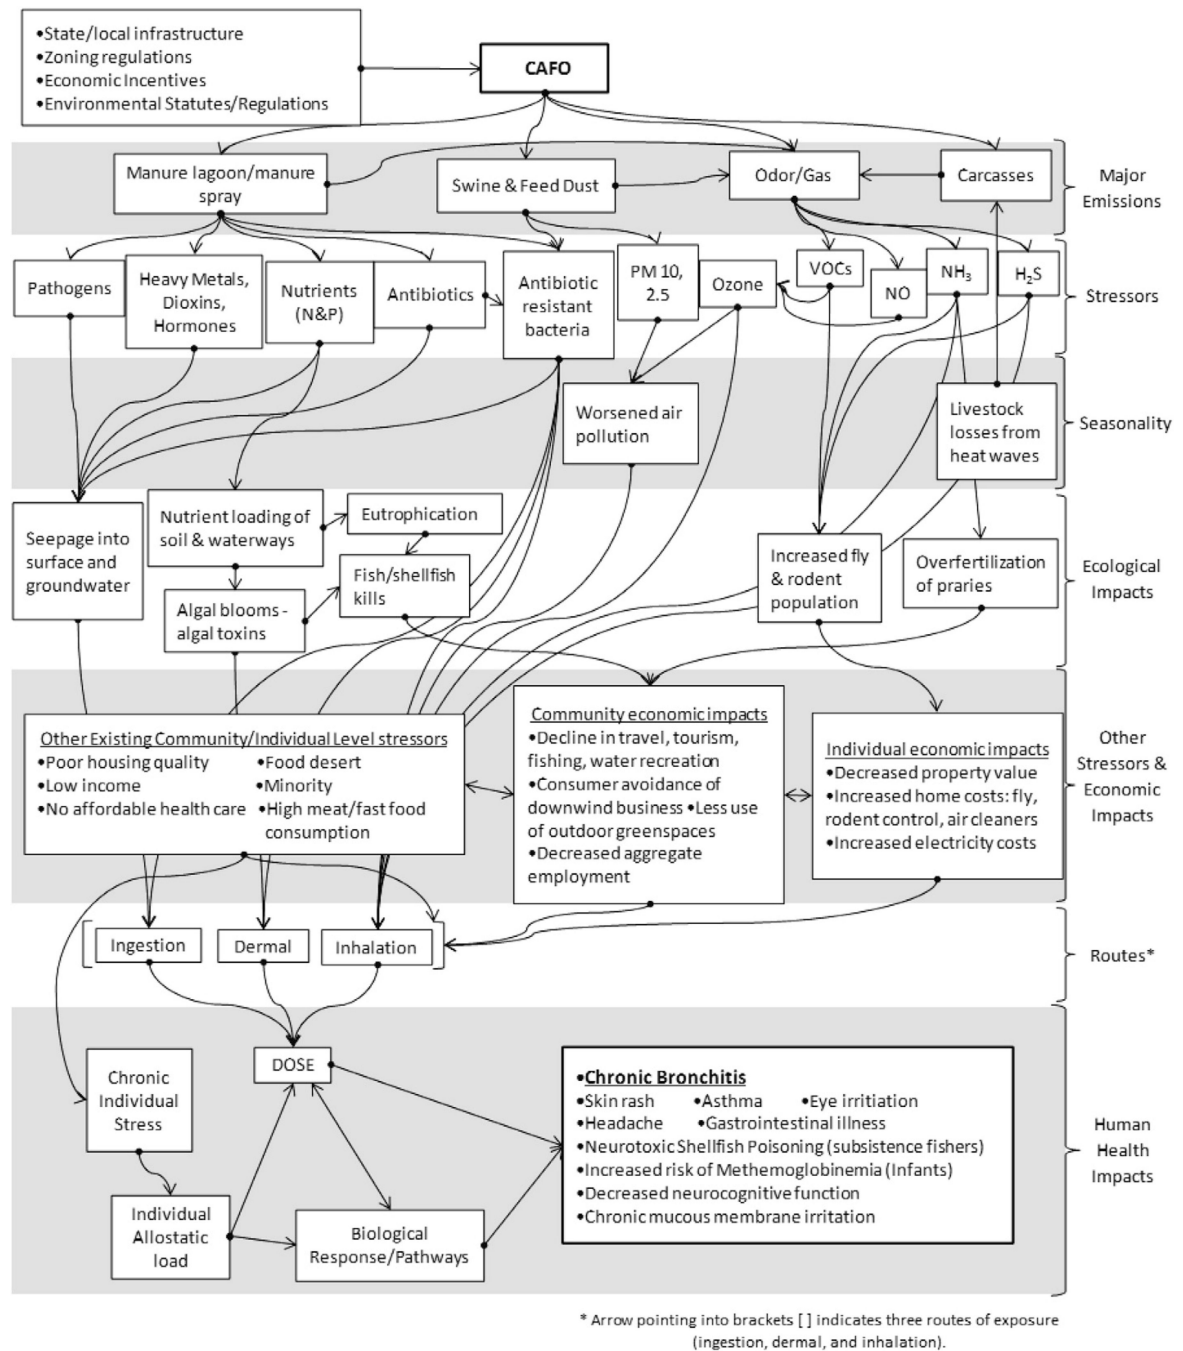 •State/local infrastructure
•Zoning regulations
•Economic Incentives
•Environmental Statutes/Regulations
CAFO
Manure lagoon/manure
spray
Swine & Feed Dust
Odor/Gas
Carcasses
Major
Emissions
Pathogens
Heavy Metals,
Dioxins,
Hormones
Nutrients
(N&P)
Antibiotics
Antibiotic
resistant
bacteria
PM 10,
2.5
Ozone
VOCs
NO
NH3
H2S
Stressors
Worsened air
pollution
Livestock
losses from
heat waves
Seasonality
Seepage into
surface and
groundwater
Nutrient loading of
soil & waterways
Eutrophication
Fish/shellfish
kills
Algal blooms -
algal toxins
Increased fly
& rodent
population
Overfertilization
of praries
Ecological
Impacts
Other Existing Community/Individual Level stressors
•Poor housing quality •Food desert
•Low income •Minority
•No affordable health care •High meat/fast food
consumption
Community economic impacts
•Decline in travel, tourism,
fishing, water recreation
•Consumer avoidance of
downwind business •Less use
of outdoor greenspaces
•Decreased aggregate
employment
Individual economic impacts
•Decreased property value
•Increased home costs: fly,
rodent control, air cleaners
•Increased electricity costs
Other
Stressors &
Economic
Impacts
Ingestion
Dermal
Inhalation
Routes*
DOSE
Chronic
Individual
Stress
Individual
Allostatic
load
Biological
Response/Pathways
•Chronic Bronchitis
•Skin rash •Asthma •Eye irritiation
•Headache •Gastrointestinal illness
•Neurotoxic Shellfish Poisoning (subsistence fishers)
•Increased risk of Methemoglobinemia (Infants)
•Decreased neurocognitive function
•Chronic mucous membrane irritation
Human
Health
Impacts
* Arrow pointing into brackets [ ] indicates three routes of exposure
(ingestion, dermal, and inhalation).